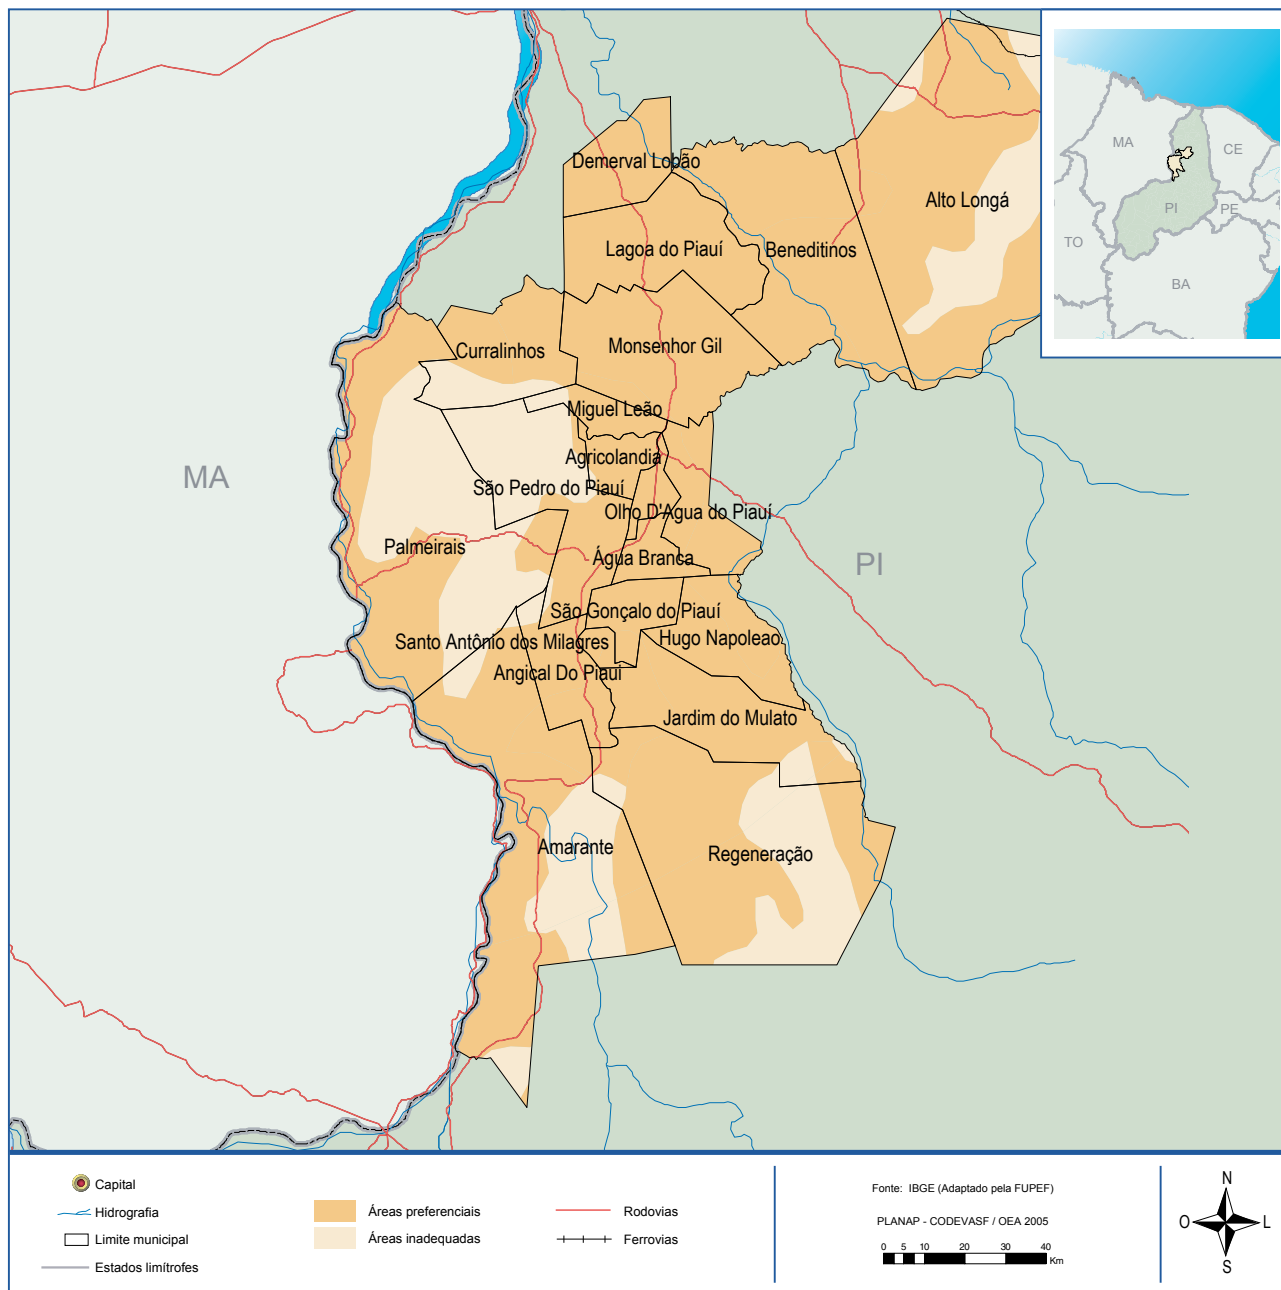 Demerval Lobão
Alto Longá
Lagoa do Piauí
Beneditinos
Curralinhos
Monsenhor Gil
Miguel Leão
Agricolandia
MA
São Pedro do Piauí
Olho D'Agua do Piauí
Palmeirais
Água Branca
PI
São Gonçalo do Piauí
Santo Antônio dos Milagres
Hugo Napoleao
Angical Do Piauí
Jardim do Mulato
Amarante
Regeneração
MA
CE
PI
PE
TO
BA
Capital
Hidrografia
Limite municipal
Estados limítrofes
Áreas preferenciais
Áreas inadequadas
Rodovias
Ferrovias
Fonte: IBGE (Adaptado pela FUPEF)
PLANAP - CODEVASF / OEA 2005
0 5 10 20 30 40
Km
N
O L
S